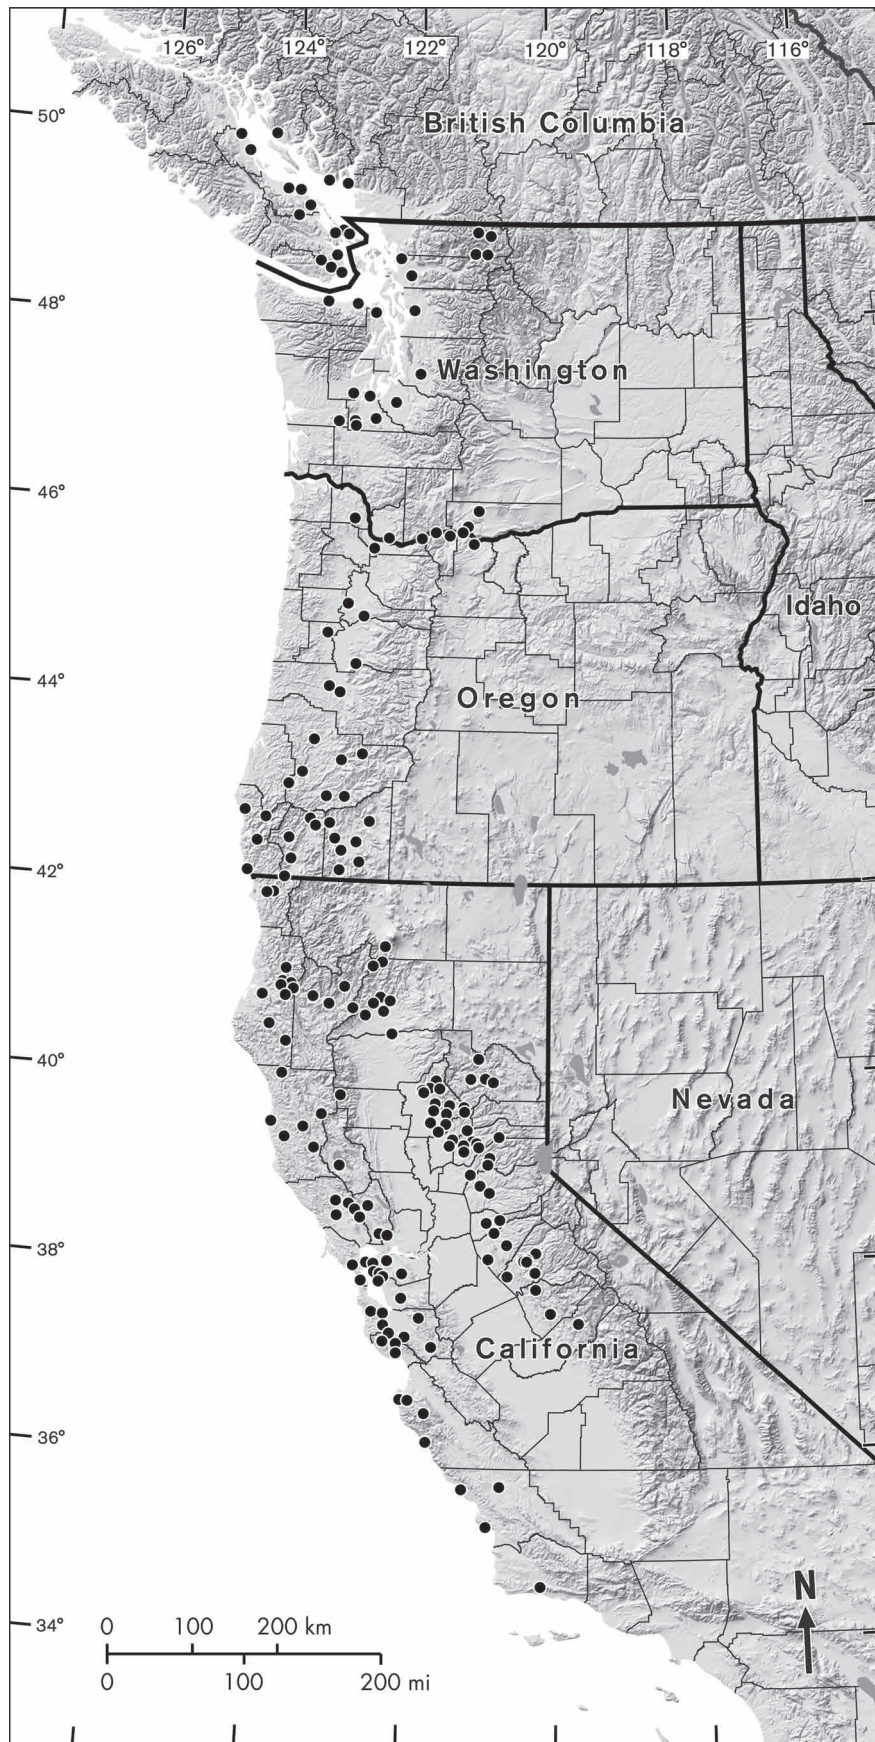 126° 124° 122° 120° 118° 116°
50°
British Columbia
48°
Washington
46°
Idaho
44°
Oregon
42°
40°
Nevada
38°
California
36°
N
34°
0 100 200 km
0 100 200 mi